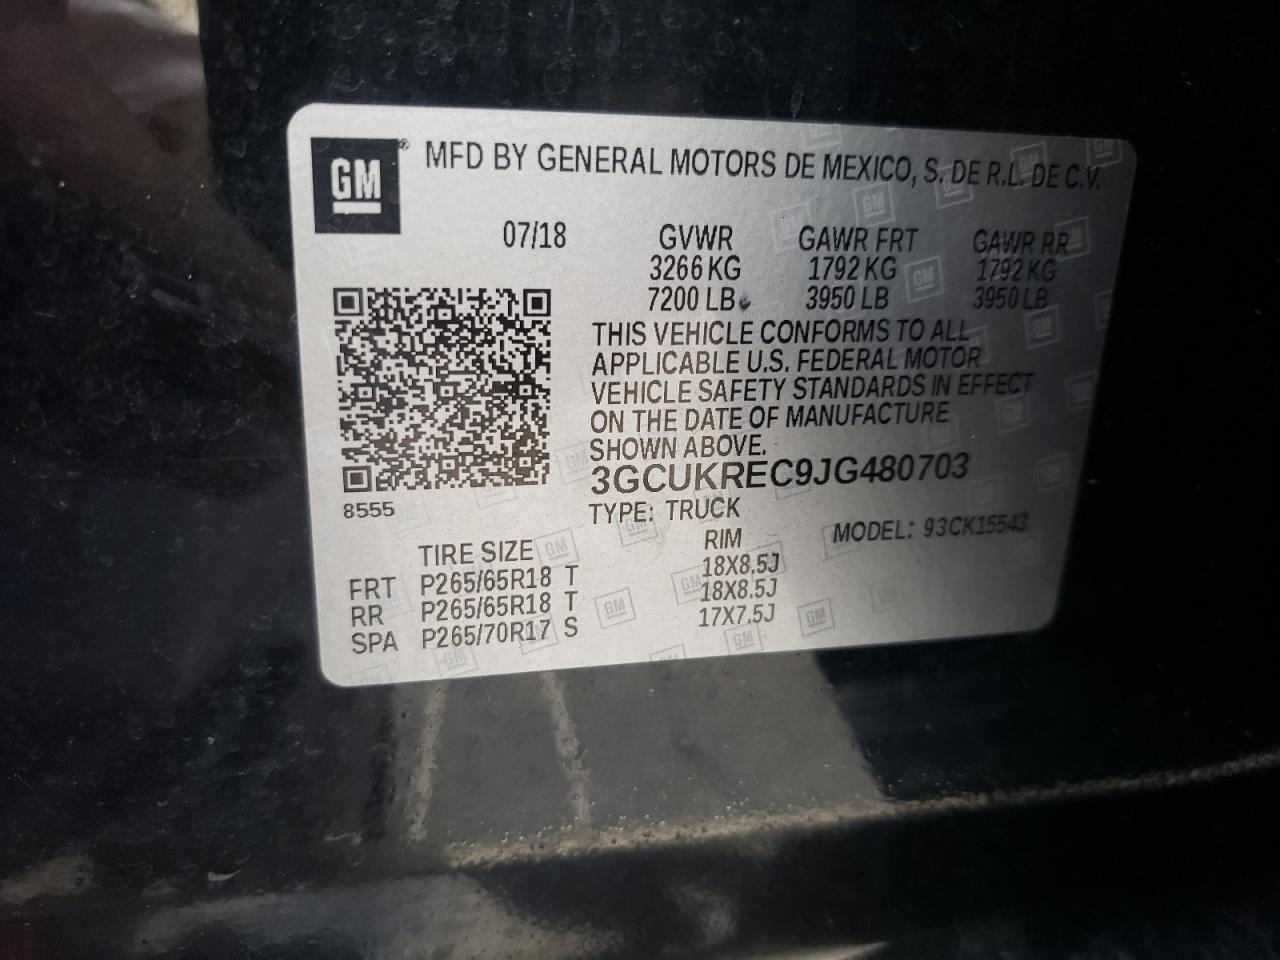 GM
MFD BY GENERAL MOTORS DE MEXICO, S. DE R.L. DE C.V.
07/18 GVWR GAWR FRT GAWR RR
3266 KG 1792 KG 1792 KG
7200 LB 3950 LB 3950 LB
THIS VEHICLE CONFORMS TO ALL
APPLICABLE U.S. FEDERAL MOTOR
VEHICLE SAFETY STANDARDS IN EFFECT
ON THE DATE OF MANUFACTURE
SHOWN ABOVE.
3GCUKREC9JG480703
8555
TYPE: TRUCK MODEL: 93CK15543
TIRE SIZE RIM
FRT P265/65R18 T 18X8.5J
RR P265/65R18 T 18X8.5J
SPA P265/70R17 S 17X7.5J